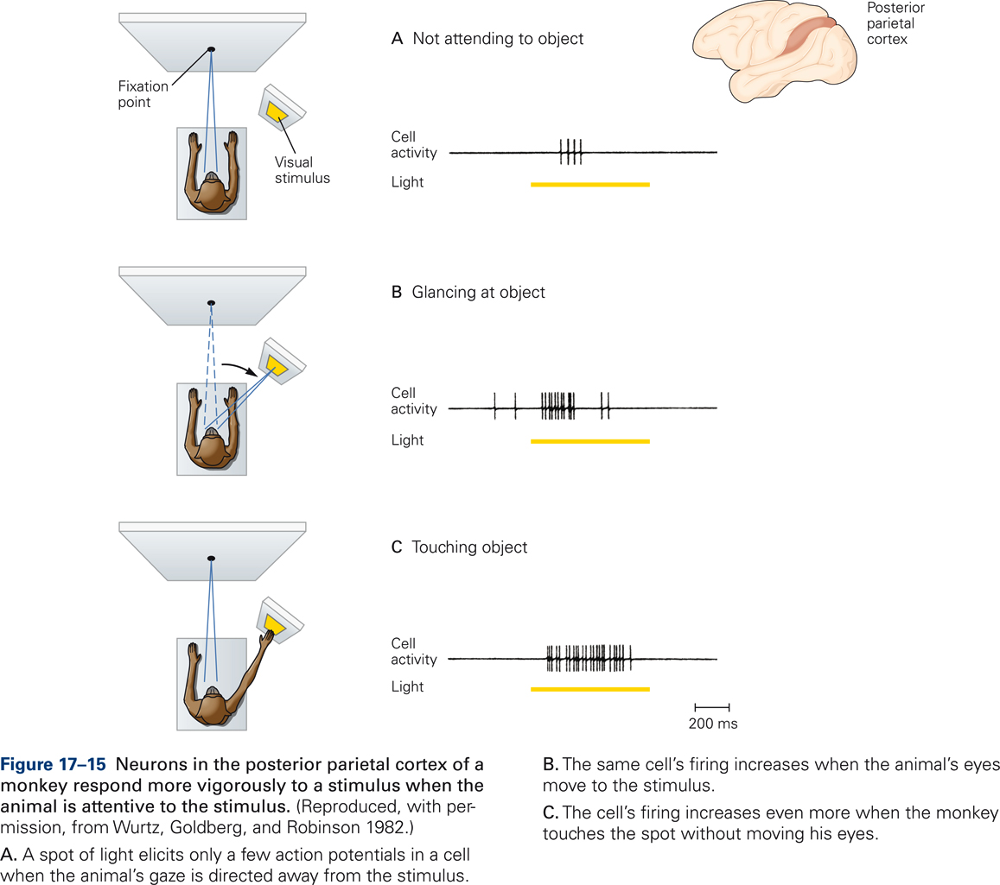 Posterior
parietal
cortex
A Not attending to object
Fixation
point
Visual
stimulus
Cell
activity
Light
B Glancing at object
Cell
activity
Light
C Touching object
Cell
activity
Light
200 ms
Figure 17–15 Neurons in the posterior parietal cortex of a
monkey respond more vigorously to a stimulus when the
animal is attentive to the stimulus. (Reproduced, with per-
mission, from Wurtz, Goldberg, and Robinson 1982.)
A. A spot of light elicits only a few action potentials in a cell
when the animal’s gaze is directed away from the stimulus.
B. The same cell’s firing increases when the animal’s eyes
move to the stimulus.
C. The cell’s firing increases even more when the monkey
touches the spot without moving his eyes.